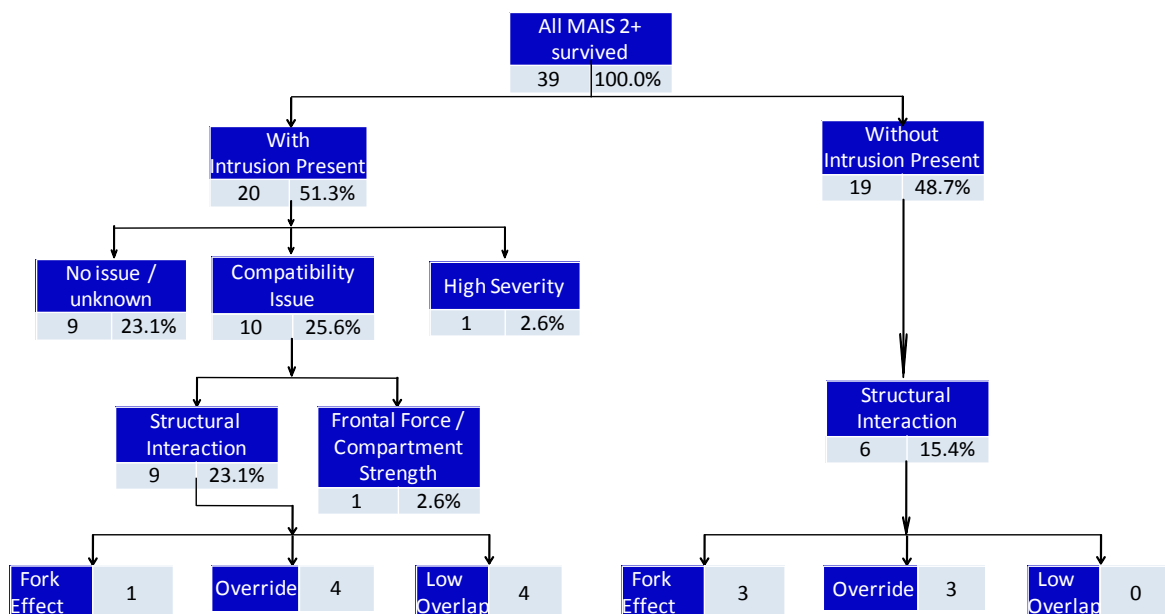 All MAIS 2+
survived
39 100.0%
With
Intrusion Present
20 51.3%
Without
Intrusion Present
19 48.7%
No issue /
unknown
9 23.1%
Compatibility
Issue
10 25.6%
High Severity
1 2.6%
Structural
Interaction
9 23.1%
Frontal Force /
Compartment
Strength
1 2.6%
Structural
Interaction
6 15.4%
Fork
Effect
1
Override
4
Low
Overlap
4
Fork
Effect
3
Override
3
Low
Overlap
0